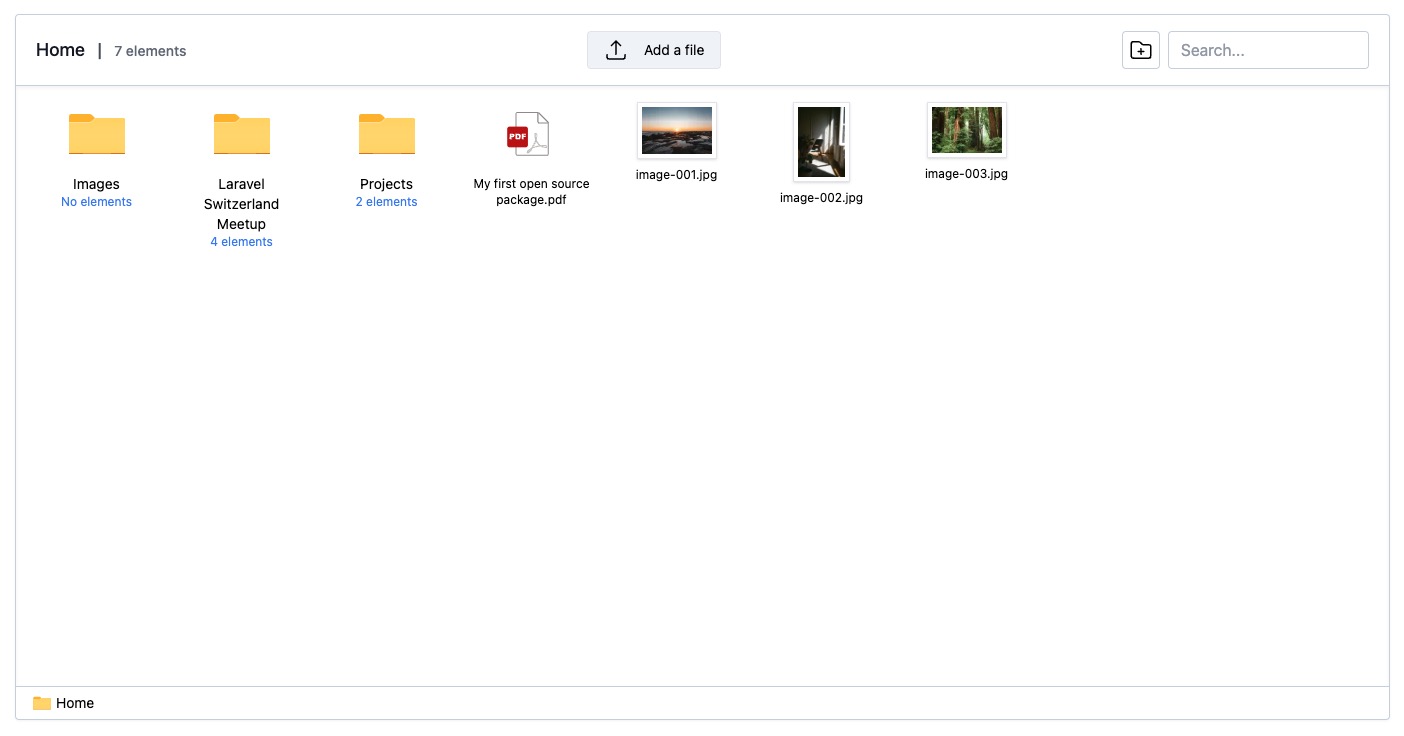 Home | 7 elements
Add a file
Search...
Images
No elements
Laravel
Switzerland
Meetup
4 elements
Projects
2 elements
PDF
My first open source
package.pdf
image-001.jpg
image-002.jpg
image-003.jpg
Home